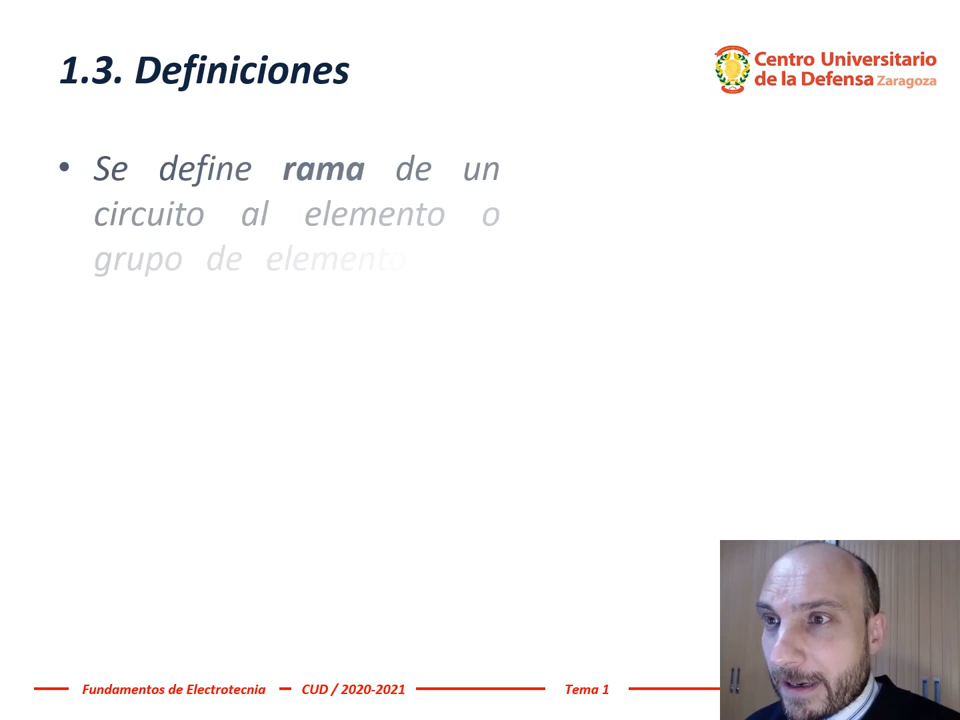 1.3. Definiciones
Centro Universitario
de la Defensa Zaragoza
• Se define rama de un
circuito al elemento o
grupo de elemento
Fundamentos de Electrotecnia
CUD / 2020-2021
Tema 1